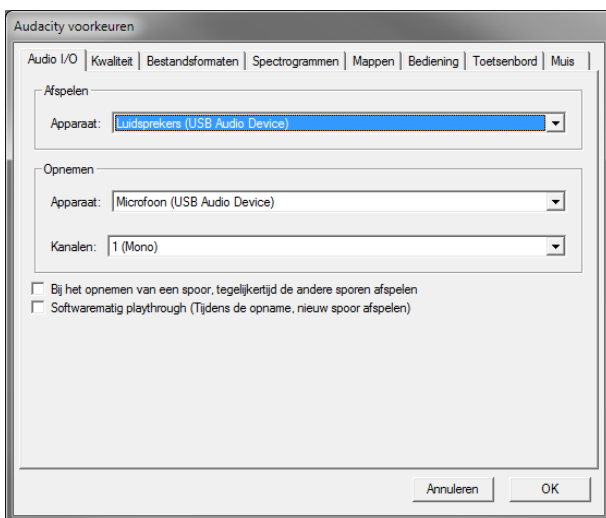 Audacity voorkeuren
Audio I/O Kwaliteit Bestandsformaten Spectrogrammen Mappen Bediening Toetsenbord Muis
Afspelen
Apparaat: Luidsprekers (USB Audio Device)
Opnemen
Apparaat: Microfoon (USB Audio Device)
Kanalen: 1 (Mono)
Bij het opnemen van een spoor, tegelijkertijd de andere sporen afspelen
Softwarematig playthrough (Tijdens de opname, nieuw spoor afspelen)
Annuleren OK